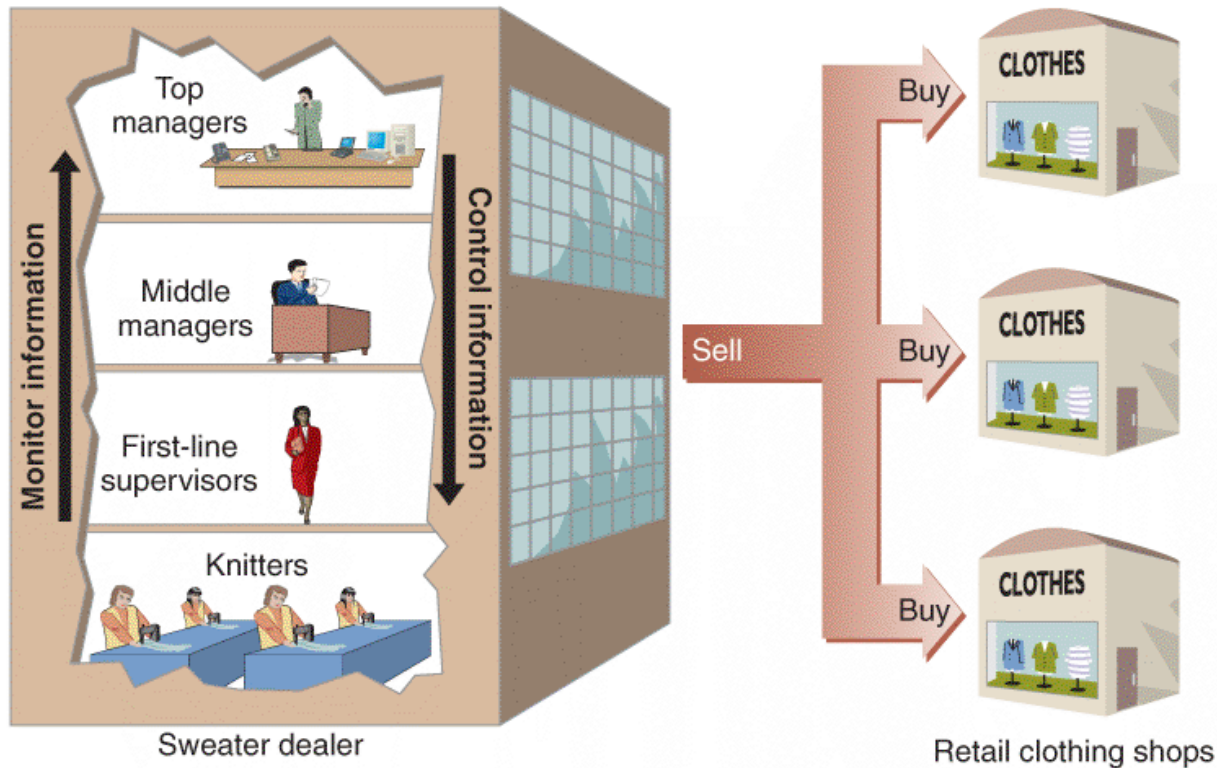 Top
managers
Monitor information
Control information
Middle
managers
First-line
supervisors
Knitters
Sweater dealer
Sell
Buy
Buy
Buy
CLOTHES
CLOTHES
CLOTHES
Retail clothing shops